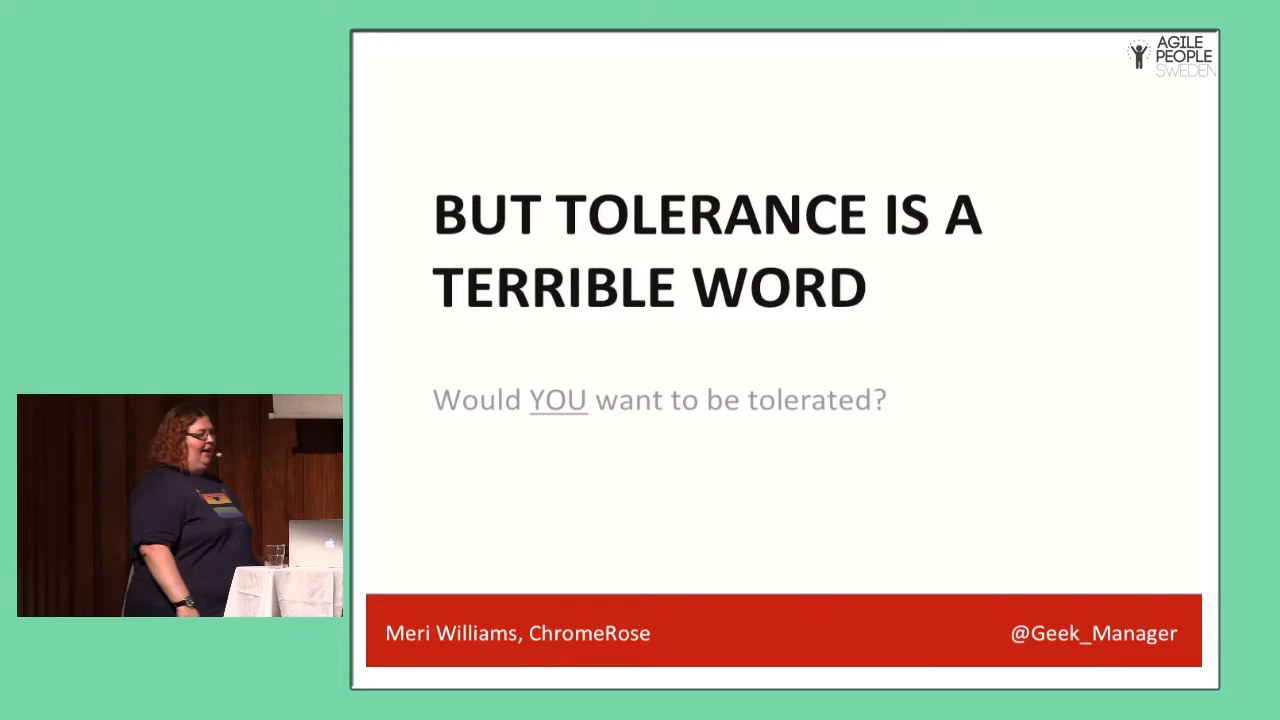 AGILE
PEOPLE
SWEDEN
BUT TOLERANCE IS A
TERRIBLE WORD
Would YOU want to be tolerated?
Meri Williams, ChromeRose
@Geek_Manager